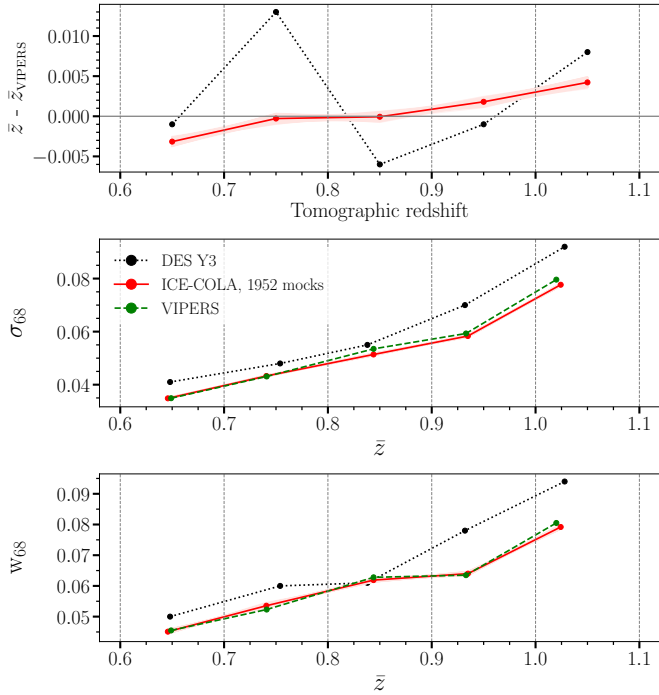 z̄ - z̄VIPERS
0.010
0.005
0.000
−0.005
0.6 0.7 0.8 0.9 1.0 1.1
Tomographic redshift
σ68
0.08
0.06
0.04
DES Y3
ICE-COLA, 1952 mocks
VIPERS
0.6 0.7 0.8 0.9 1.0 1.1
z̄
w68
0.09
0.08
0.07
0.06
0.05
0.6 0.7 0.8 0.9 1.0 1.1
z̄